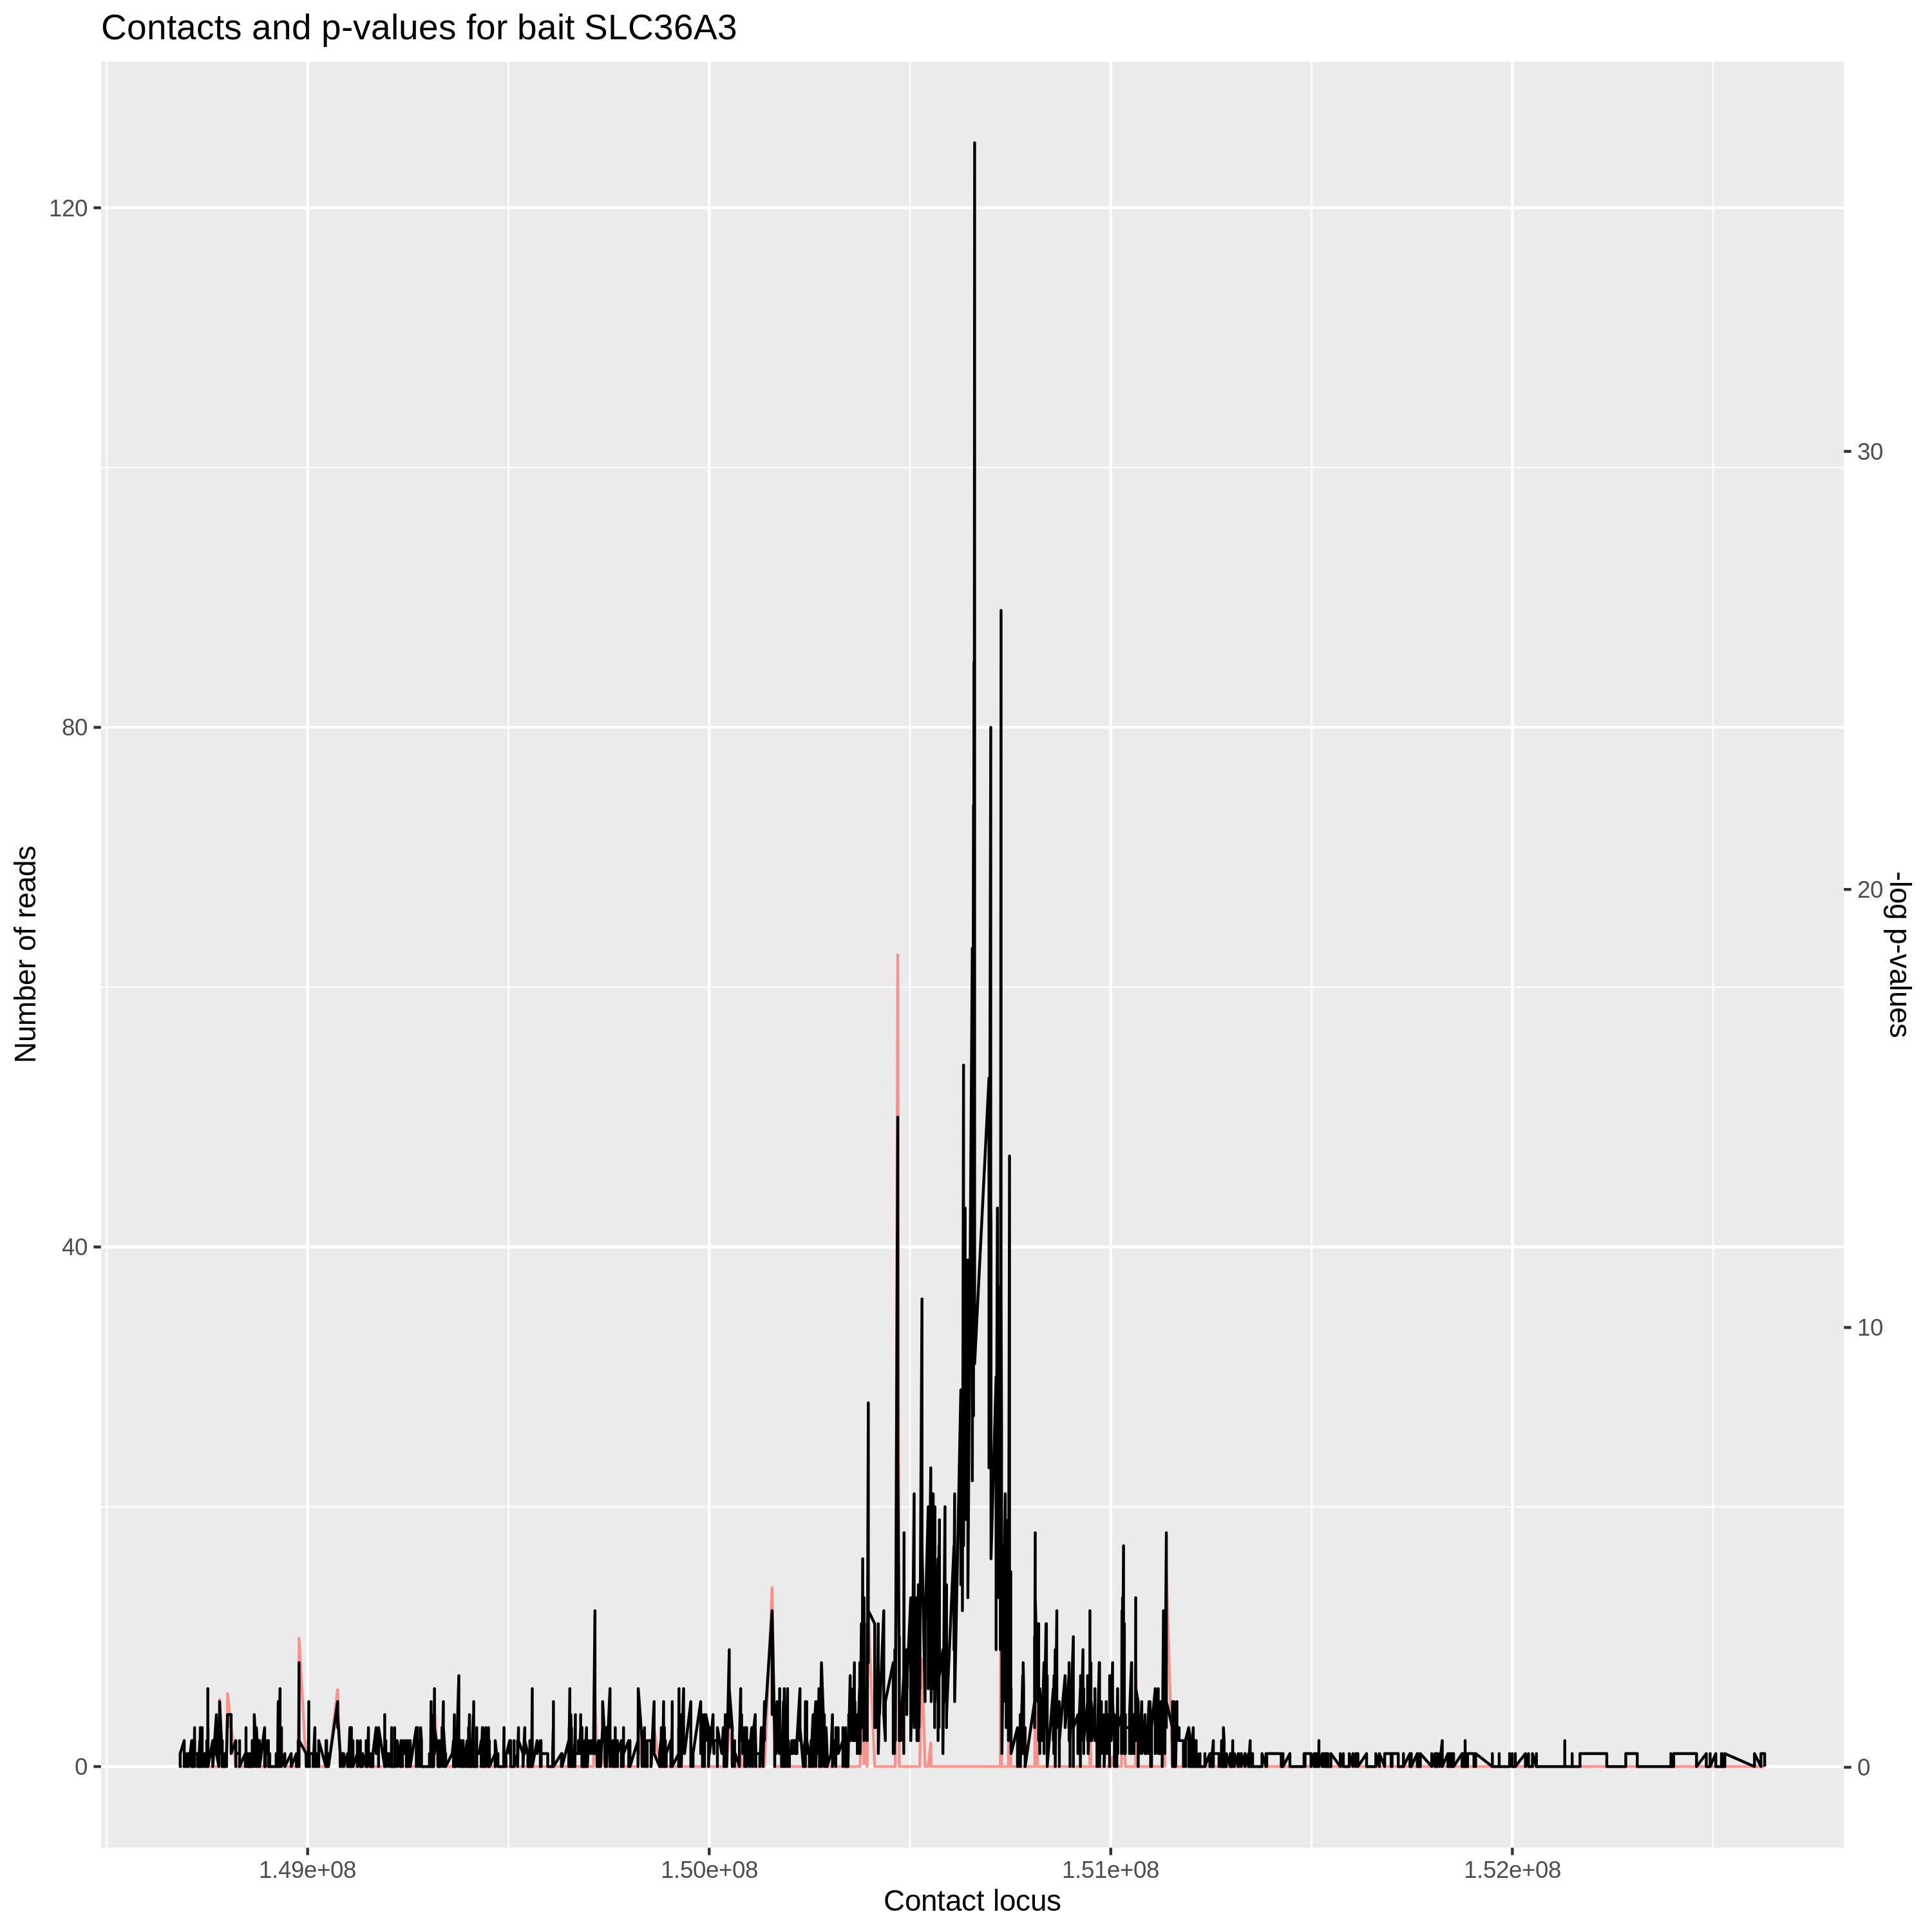 Contacts and p-values for bait SLC36A3
120
80
40
0
Number of reads
30
20
10
0
-log p-values
1.49e+08 1.50e+08 1.51e+08 1.52e+08
Contact locus